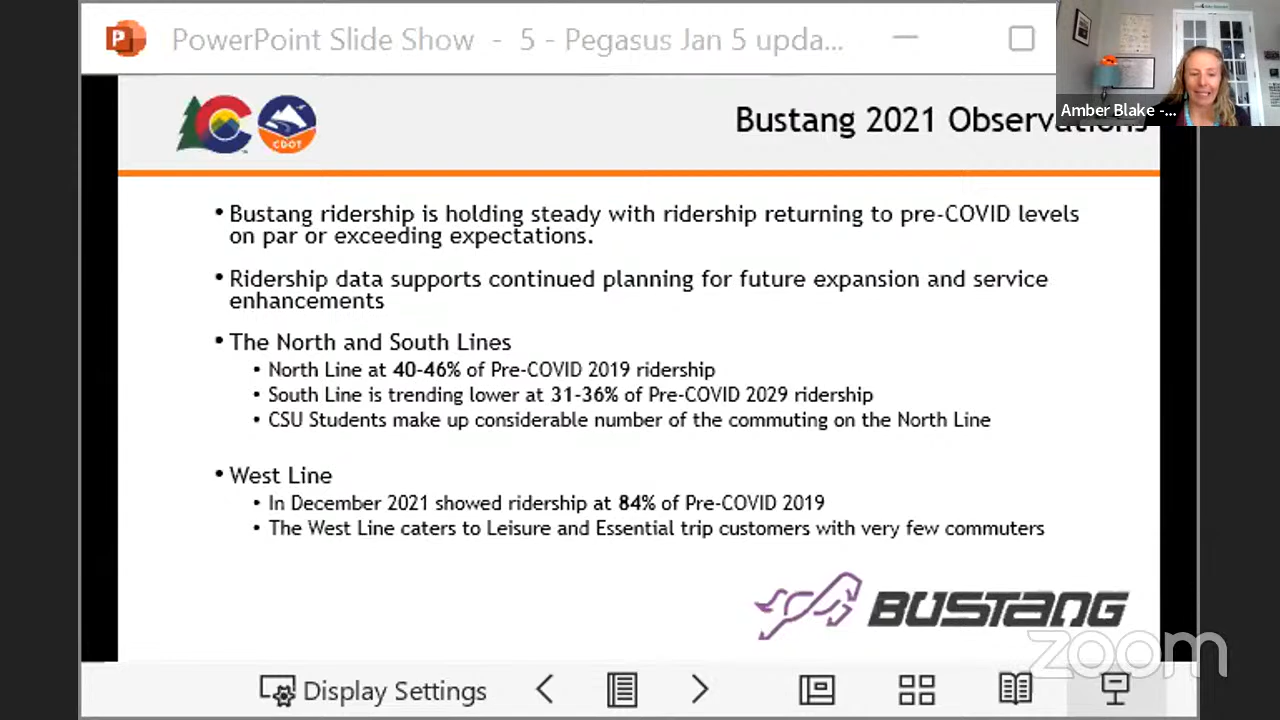 PowerPoint Slide Show - 5 - Pegasus Jan 5 upda...
Amber Blake -...
CDOT
Bustang 2021 Observations
• Bustang ridership is holding steady with ridership returning to pre-COVID levels
on par or exceeding expectations.
• Ridership data supports continued planning for future expansion and service
enhancements
• The North and South Lines
• North Line at 40-46% of Pre-COVID 2019 ridership
• South Line is trending lower at 31-36% of Pre-COVID 2029 ridership
• CSU Students make up considerable number of the commuting on the North Line
• West Line
• In December 2021 showed ridership at 84% of Pre-COVID 2019
• The West Line caters to Leisure and Essential trip customers with very few commuters
BUSTANG
zoom
Display Settings